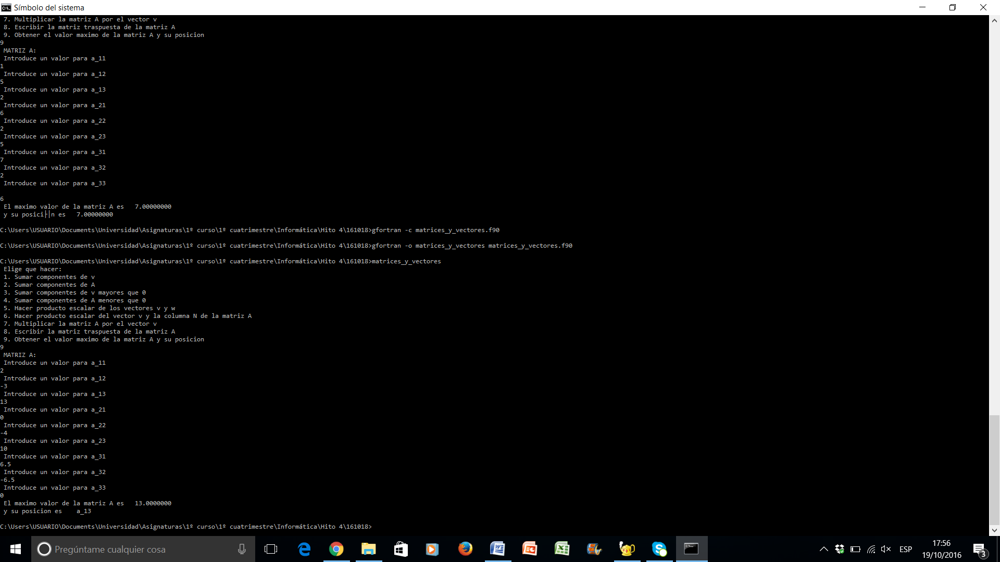 Símbolo del sistema
7. Multiplicar la matriz A por el vector v
8. Escribir la matriz traspuesta de la matriz A
9. Obtener el valor maximo de la matriz A y su posicion
9
MATRIZ A:
Introduce un valor para a_11
1
Introduce un valor para a_12
5
Introduce un valor para a_13
2
Introduce un valor para a_21
6
Introduce un valor para a_22
2
Introduce un valor para a_23
5
Introduce un valor para a_31
7
Introduce un valor para a_32
2
Introduce un valor para a_33
6
El maximo valor de la matriz A es   7.00000000
y su posici├│n es   7.00000000
C:\Users\USUARIO\Documents\Universidad\Asignaturas\1º curso\1º cuatrimestre\Informática\Hito 4\161018>gfortran -c matrices_y_vectores.f90
C:\Users\USUARIO\Documents\Universidad\Asignaturas\1º curso\1º cuatrimestre\Informática\Hito 4\161018>gfortran -o matrices_y_vectores matrices_y_vectores.f90
C:\Users\USUARIO\Documents\Universidad\Asignaturas\1º curso\1º cuatrimestre\Informática\Hito 4\161018>matrices_y_vectores
Elige que hacer:
1. Sumar componentes de v
2. Sumar componentes de A
3. Sumar componentes de v mayores que 0
4. Sumar componentes de A menores que 0
5. Hacer producto escalar de los vectores v y w
6. Hacer producto escalar del vector v y la columna N de la matriz A
7. Multiplicar la matriz A por el vector v
8. Escribir la matriz traspuesta de la matriz A
9. Obtener el valor maximo de la matriz A y su posicion
9
MATRIZ A:
Introduce un valor para a_11
2
Introduce un valor para a_12
-3
Introduce un valor para a_13
13
Introduce un valor para a_21
0
Introduce un valor para a_22
-4
Introduce un valor para a_23
10
Introduce un valor para a_31
6.5
Introduce un valor para a_32
-6.5
Introduce un valor para a_33
0
El maximo valor de la matriz A es   13.0000000
y su posicion es    a_13
C:\Users\USUARIO\Documents\Universidad\Asignaturas\1º curso\1º cuatrimestre\Informática\Hito 4\161018>
Pregúntame cualquier cosa
ESP
17:56
19/10/2016
3